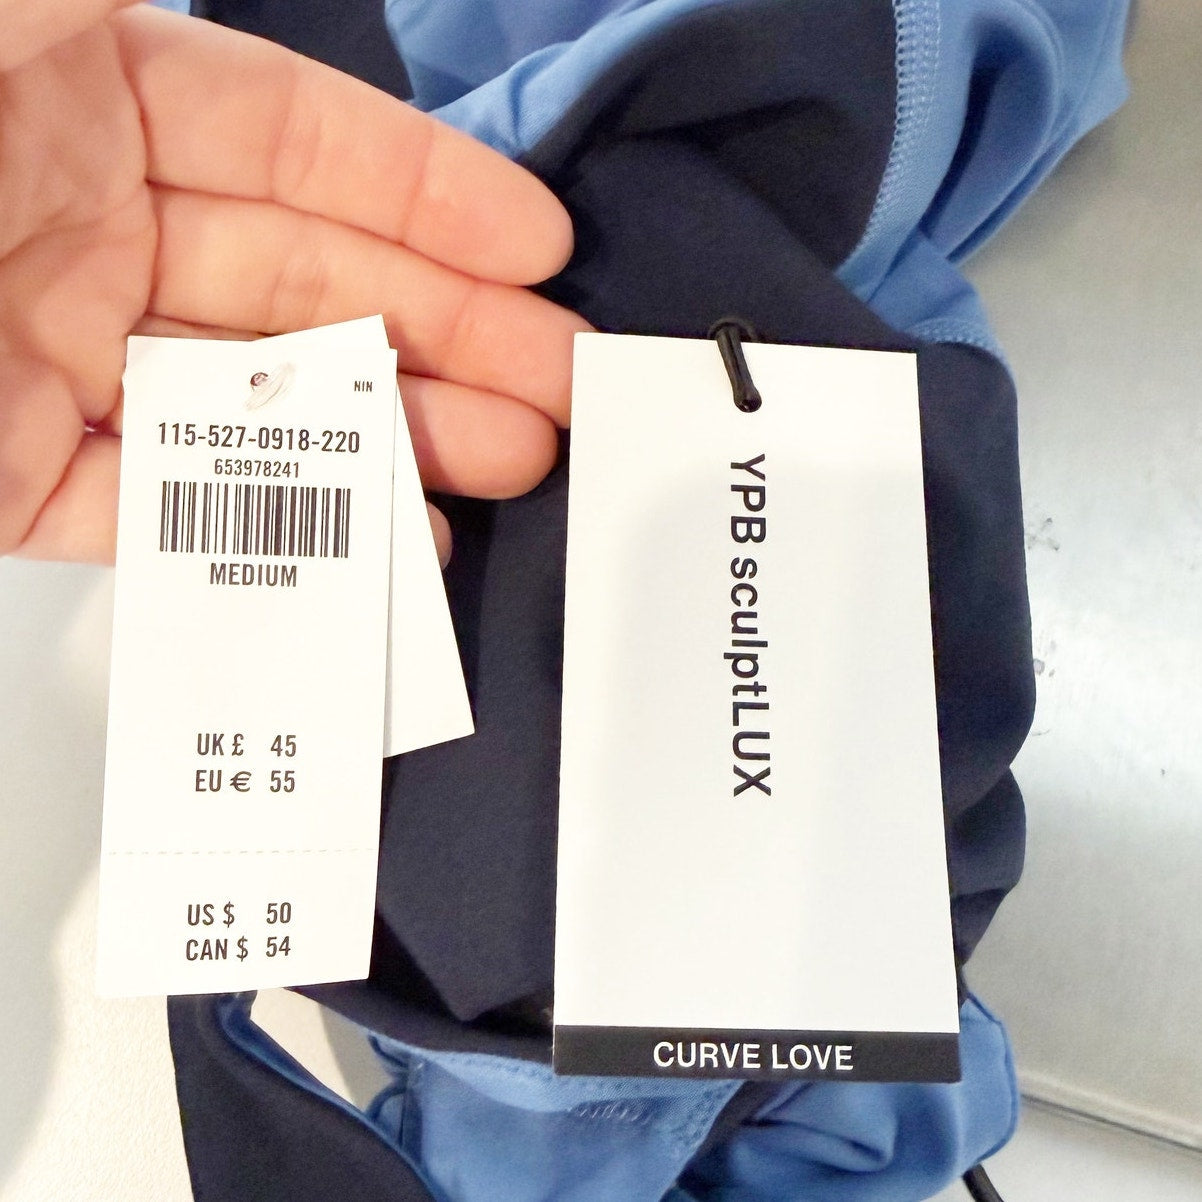 NIN
115-527-0918-220
653978241
MEDIUM
UK £ 45
EU € 55
US $ 50
CAN $ 54
YPB sculptLUX
CURVE LOVE